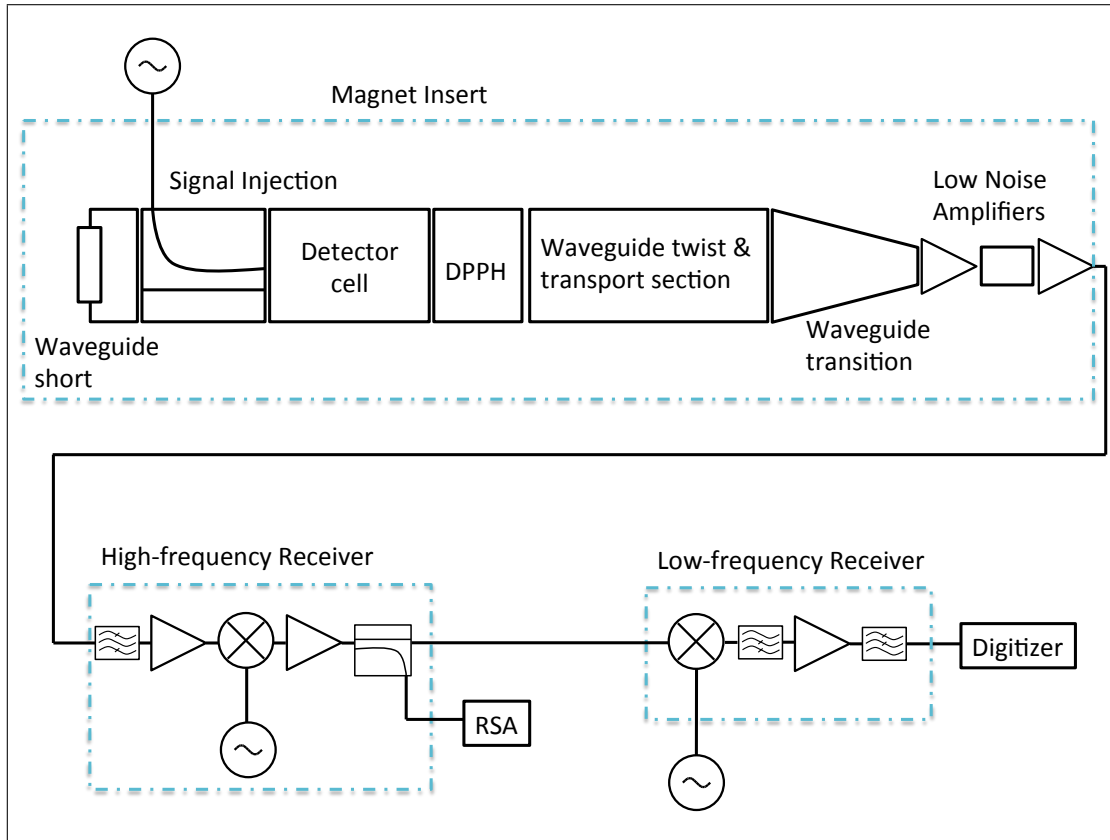 Magnet Insert
Signal Injection
Low Noise
Amplifiers
Detector
cell
DPPH
Waveguide twist &
transport section
Waveguide
short
Waveguide
transition
High-frequency Receiver
Low-frequency Receiver
Digitizer
RSA